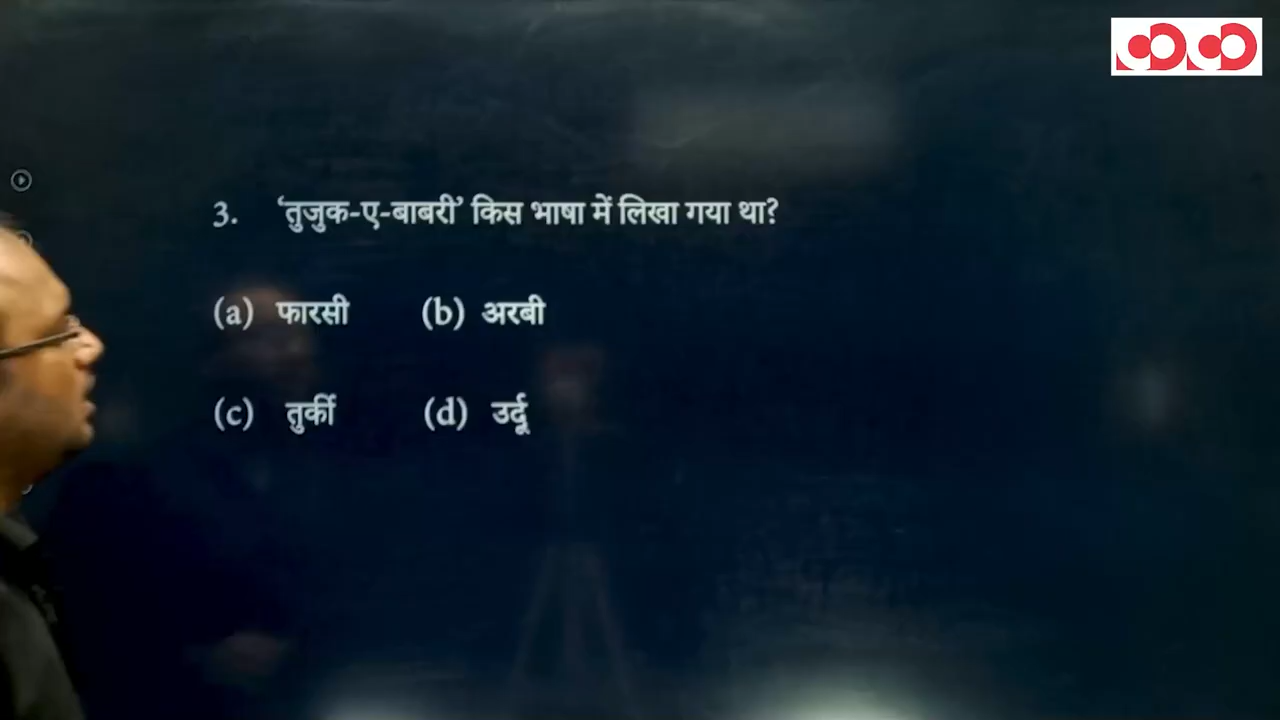 3. 'तुजुक-ए-बाबरी' किस भाषा में लिखा गया था?
(a) फारसी (b) अरबी
(c) तुर्की (d) उर्दू